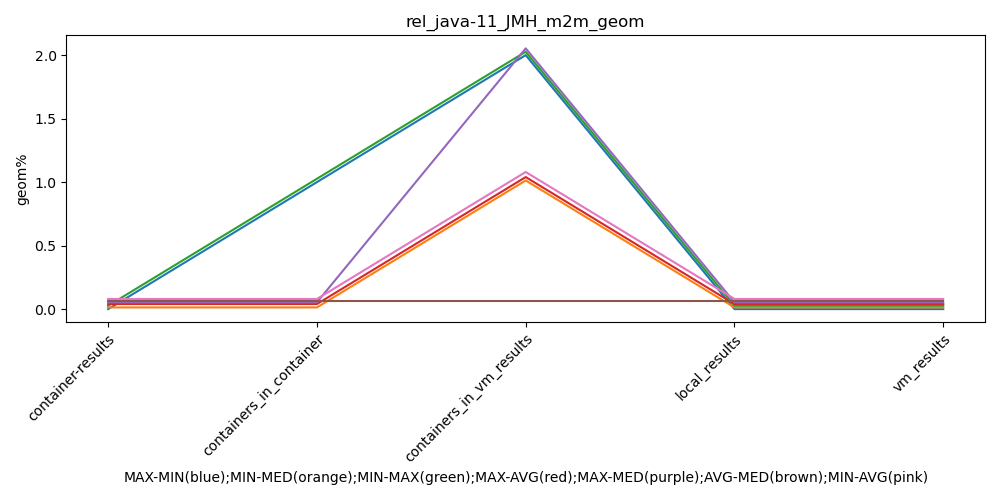 rel_java-11_JMH_m2m_geom
geom%
2.0
1.5
1.0
0.5
0.0
container-results
containers_in_container
containers_in_vm_results
local_results
vm_results
MAX-MIN(blue);MIN-MED(orange);MIN-MAX(green);MAX-AVG(red);MAX-MED(purple);AVG-MED(brown);MIN-AVG(pink)